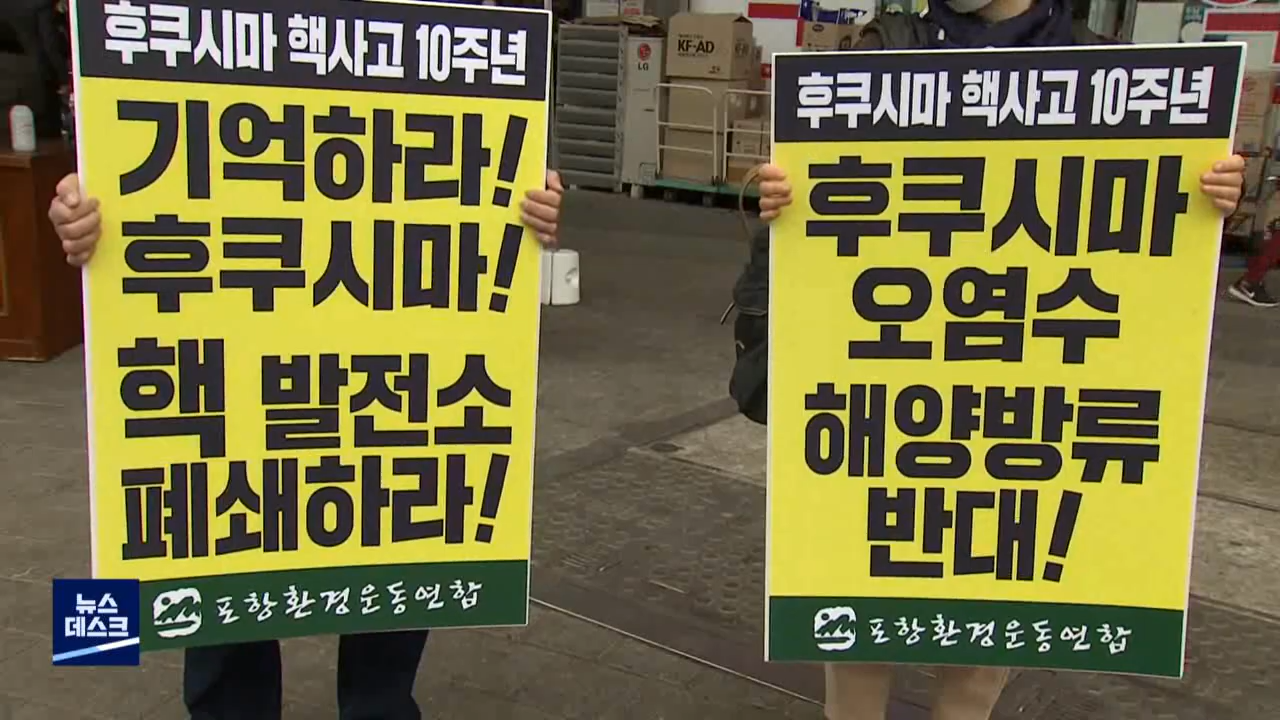 후쿠시마 핵사고 10주년
기억하라!
후쿠시마!
핵 발전소
폐쇄하라!
포항환경운동연합
후쿠시마 핵사고 10주년
후쿠시마
오염수
해양방류
반대!
포항환경운동연합
KF-AD
LG
뉴스
데스크